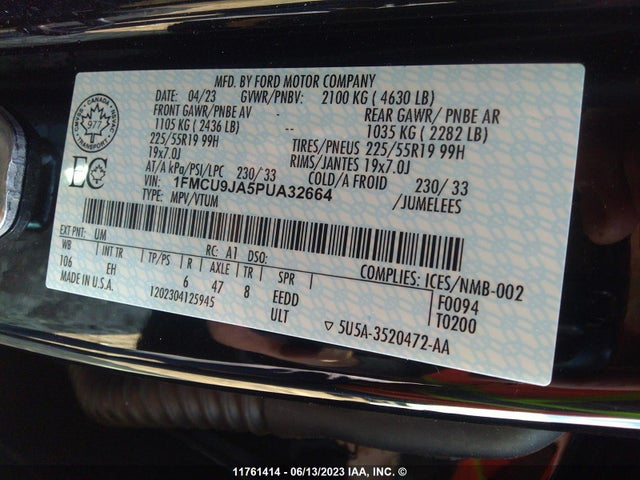 MFD. BY FORD MOTOR COMPANY
DATE: 04/23 GVWR/PNBV: 2100 KG ( 4630 LB)
FRONT GAWR/PNBE AV - REAR GAWR/ PNBE AR
1105 KG ( 2436 LB) -- 1035 KG ( 2282 LB)
225/55R19 99H TIRES/PNEUS 225/55R19 99H
19x7.0J RIMS/JANTES 19x7.0J
AT/A kPa/PSI/LPC 230/ 33 COLD/A FROID 230/ 33
VIN: 1FMCU9JA5PUA32664 /JUMELEES
TYPE: MPV/VTUM
CANADA
977
TRANSPORT
EC
EXT PNT: UM RC: A1 DSO:
WB INT TR TP/PS R AXLE TR SPR COMPLIES: ICES/NMB-002
106 EH 6 47 8 EEDD F0094
MADE IN U.S.A. 1202304125945 ULT T0200
5U5A-3520472-AA
11761414 - 06/13/2023 IAA, INC. ©